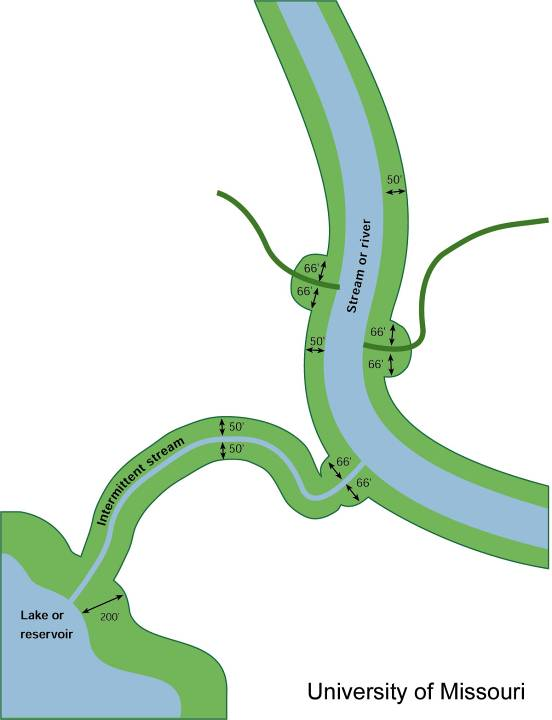 50'
Stream or river
66'
66'
66'
66'
50'
50'
50'
Intermittent stream
66'
66'
200'
Lake or
reservoir
University of Missouri